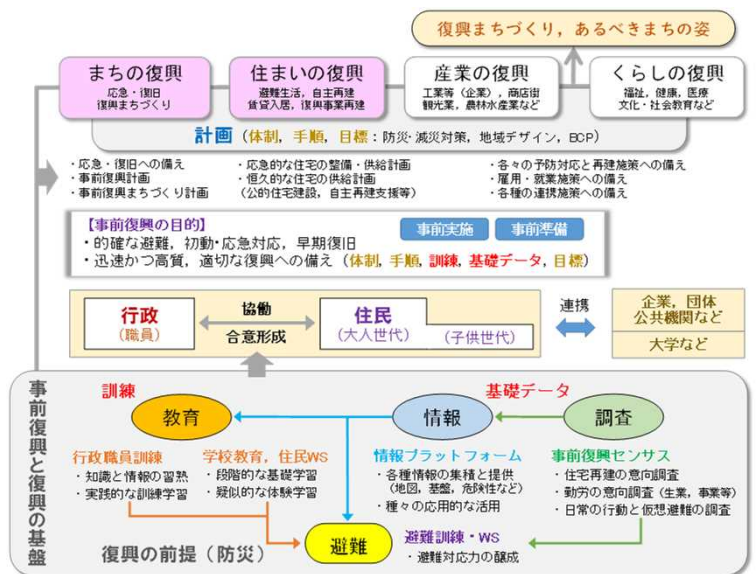 復興まちづくり，あるべきまちの姿
まちの復興
応急・復旧
復興まちづくり
住まいの復興
避難生活，自主再建
賃貸入居，復興事業再建
産業の復興
工業等（企業），商店街
観光業，農林水産業など
くらしの復興
福祉，健康，医療
文化・社会教育など
計画（体制，手順，目標：防災・減災対策，地域デザイン，BCP）
・応急・復旧への備え
・事前復興計画
・事前復興まちづくり計画
・応急的な住宅の整備・供給計画
・恒久的な住宅の供給計画
（公的住宅建設，自主再建支援等）
・各々の予防対応と再建施策への備え
・雇用・就業施策への備え
・各種の連携施策への備え
【事前復興の目的】
事前実施
事前準備
・的確な避難，初動・応急対応，早期復旧
・迅速かつ高質，適切な復興への備え（体制，手順，訓練，基礎データ，目標）
行政
（職員）
協働
合意形成
住民
（大人世代）
（子供世代）
連携
企業，団体
公共機関など
大学など
事前復興と復興の基盤
訓練
基礎データ
教育
情報
調査
行政職員訓練
・知識と情報の習熟
・実践的な訓練学習
学校教育，住民WS
・段階的な基礎学習
・疑似的な体験学習
情報プラットフォーム
・各種情報の集積と提供
（地図，基盤，危険性など）
・種々の応用的な活用
事前復興センサス
・住宅再建の意向調査
・勤労の意向調査（生業，事業等）
・日常の行動と仮想避難の調査
避難
避難訓練・WS
・避難対応力の醸成
復興の前提（防災）